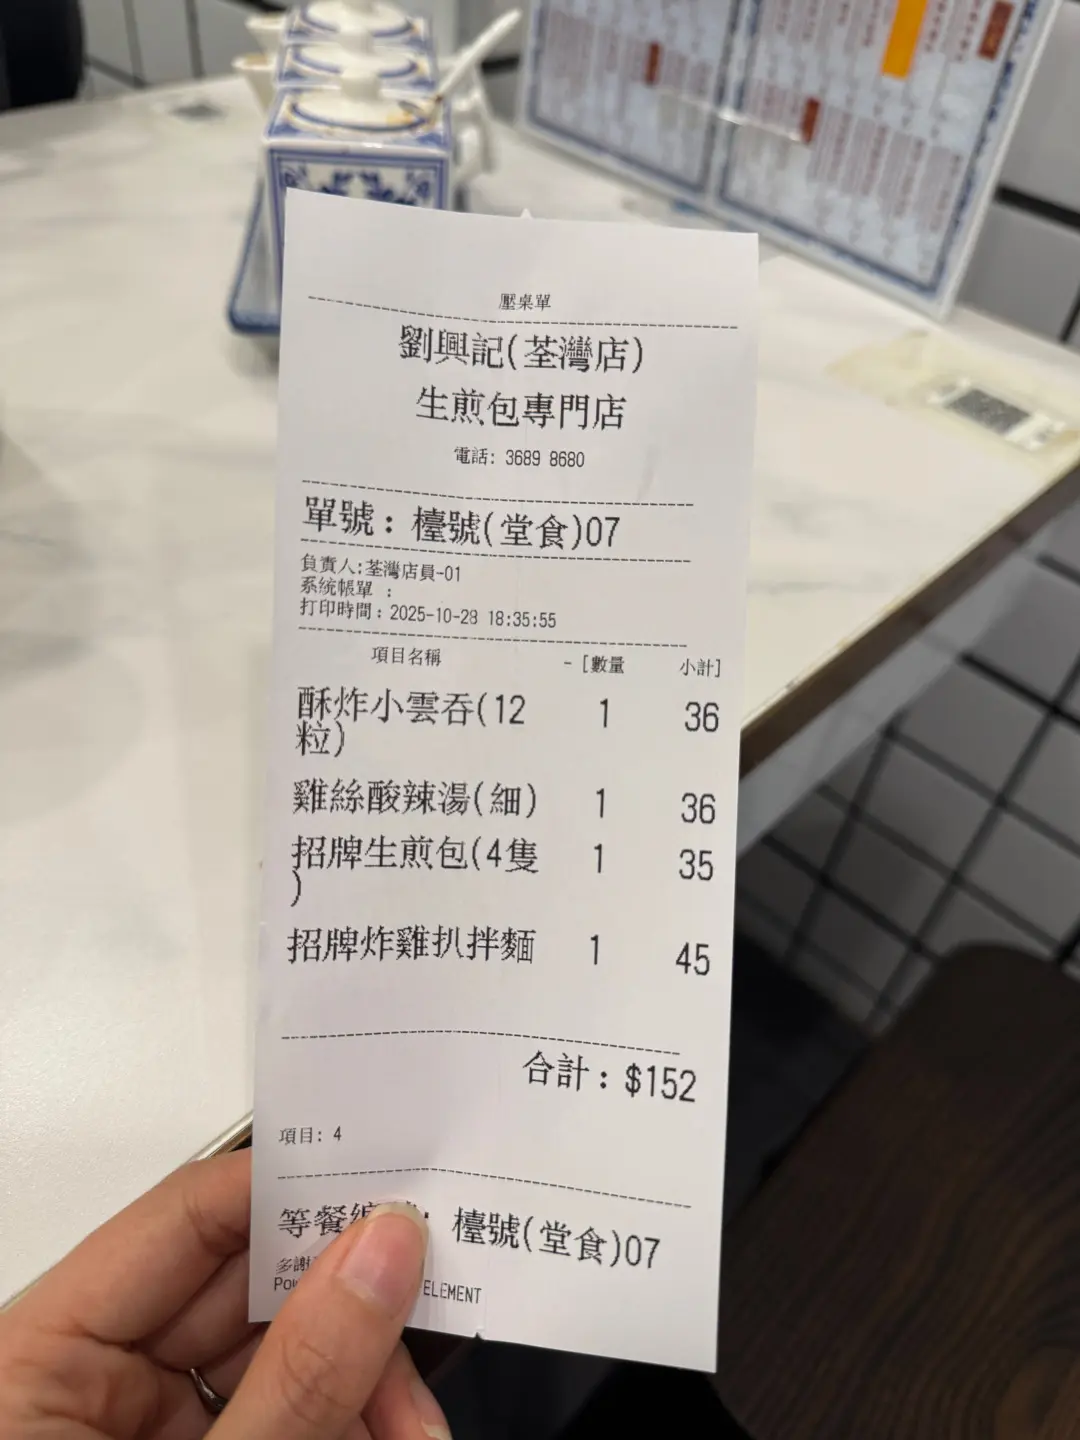 壓桌單
劉興記(荃灣店)
生煎包專門店
電話: 3689 8680
單號: 檯號(堂食)07
負責人:荃灣店員-01
系統帳單 :
打印時間: 2025-10-28 18:35:55
項目名稱 - [數量 小計]
酥炸小雲吞(12 1 36
粒)
雞絲酸辣湯(細) 1 36
招牌生煎包(4隻 1 35
)
招牌炸雞扒拌麵 1 45
合計: $152
項目: 4
等餐 : 檯號(堂食)07
多謝
ELEMENT